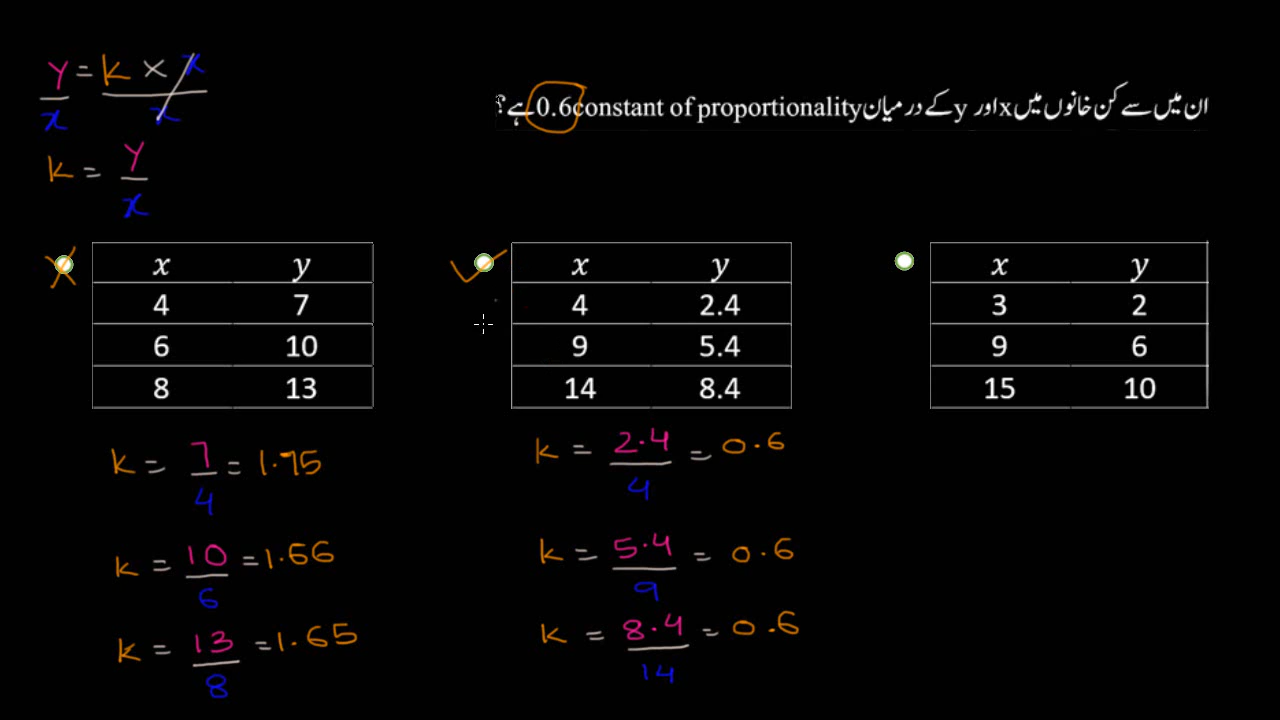 y/x = k × x/x
k = y/x
ان میں سے کن خانوں میں x اور y کے درمیان constant of proportionality 0.6 ہے؟
x y
4 7
6 10
8 13
x y
4 2.4
9 5.4
14 8.4
x y
3 2
9 6
15 10
k = 7/4 = 1.75
k = 10/6 = 1.66
k = 13/8 = 1.65
k = 2.4/4 = 0.6
k = 5.4/9 = 0.6
k = 8.4/14 = 0.6